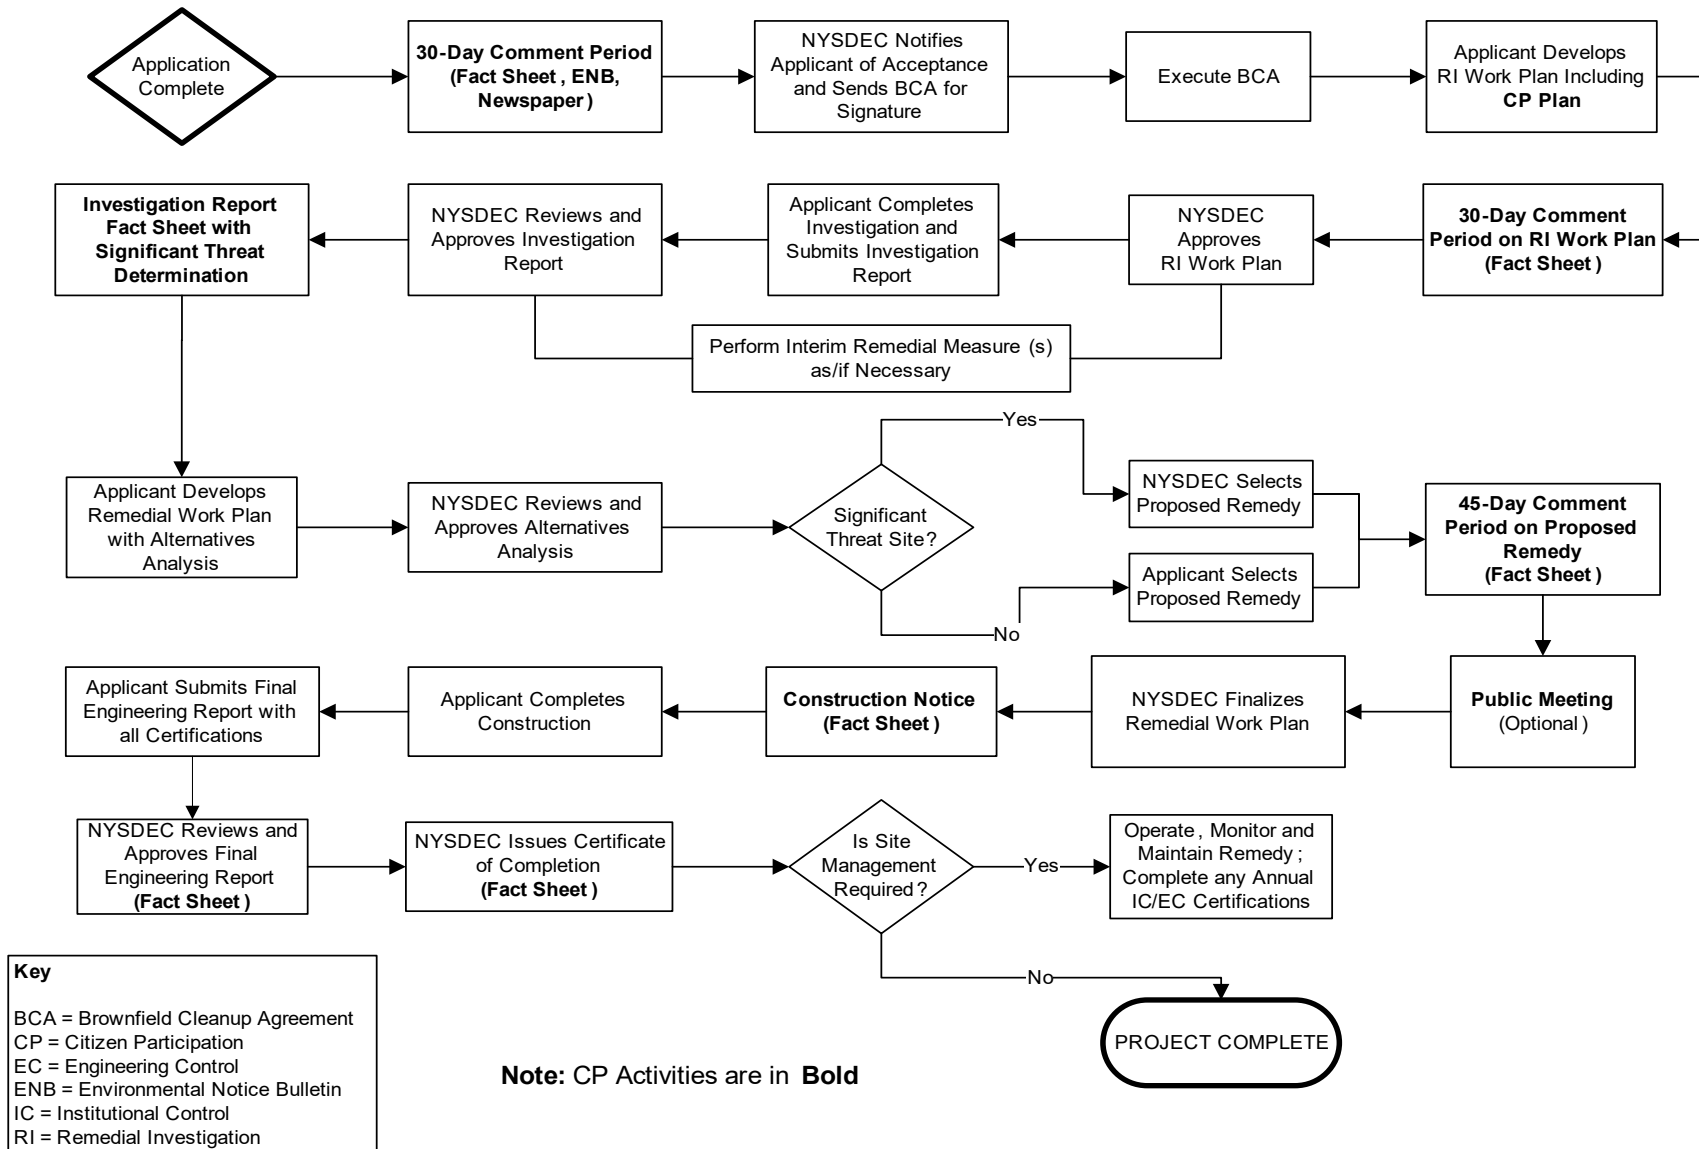 Application
Complete
30-Day Comment Period
(Fact Sheet , ENB,
Newspaper )
NYSDEC Notifies
Applicant of Acceptance
and Sends BCA for
Signature
Execute BCA
Applicant Develops
RI Work Plan Including
CP Plan
Investigation Report
Fact Sheet with
Significant Threat
Determination
NYSDEC Reviews and
Approves Investigation
Report
Applicant Completes
Investigation and
Submits Investigation
Report
NYSDEC
Approves
RI Work Plan
30-Day Comment
Period on RI Work Plan
(Fact Sheet )
Perform Interim Remedial Measure (s)
as/if Necessary
Applicant Develops
Remedial Work Plan
with Alternatives
Analysis
NYSDEC Reviews and
Approves Alternatives
Analysis
Significant
Threat Site?
Yes
No
NYSDEC Selects
Proposed Remedy
Applicant Selects
Proposed Remedy
45-Day Comment
Period on Proposed
Remedy
(Fact Sheet )
Applicant Submits Final
Engineering Report with
all Certifications
Applicant Completes
Construction
Construction Notice
(Fact Sheet )
NYSDEC Finalizes
Remedial Work Plan
Public Meeting
(Optional )
NYSDEC Reviews and
Approves Final
Engineering Report
(Fact Sheet )
NYSDEC Issues Certificate
of Completion
(Fact Sheet )
Is Site
Management
Required?
Yes
Operate , Monitor and
Maintain Remedy ;
Complete any Annual
IC/EC Certifications
No
PROJECT COMPLETE
Key
BCA = Brownfield Cleanup Agreement
CP = Citizen Participation
EC = Engineering Control
ENB = Environmental Notice Bulletin
IC = Institutional Control
RI = Remedial Investigation
Note: CP Activities are in Bold